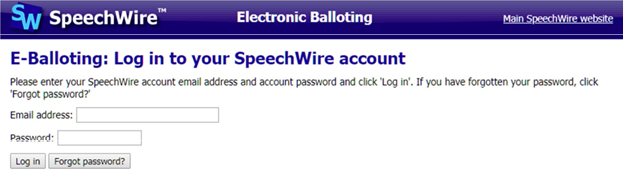 SW SpeechWire™ Electronic Balloting Main SpeechWire website
E-Balloting: Log in to your SpeechWire account
Please enter your SpeechWire account email address and account password and click 'Log in'. If you have forgotten your password, click
'Forgot password?'
Email address:
Password:
Log in Forgot password?